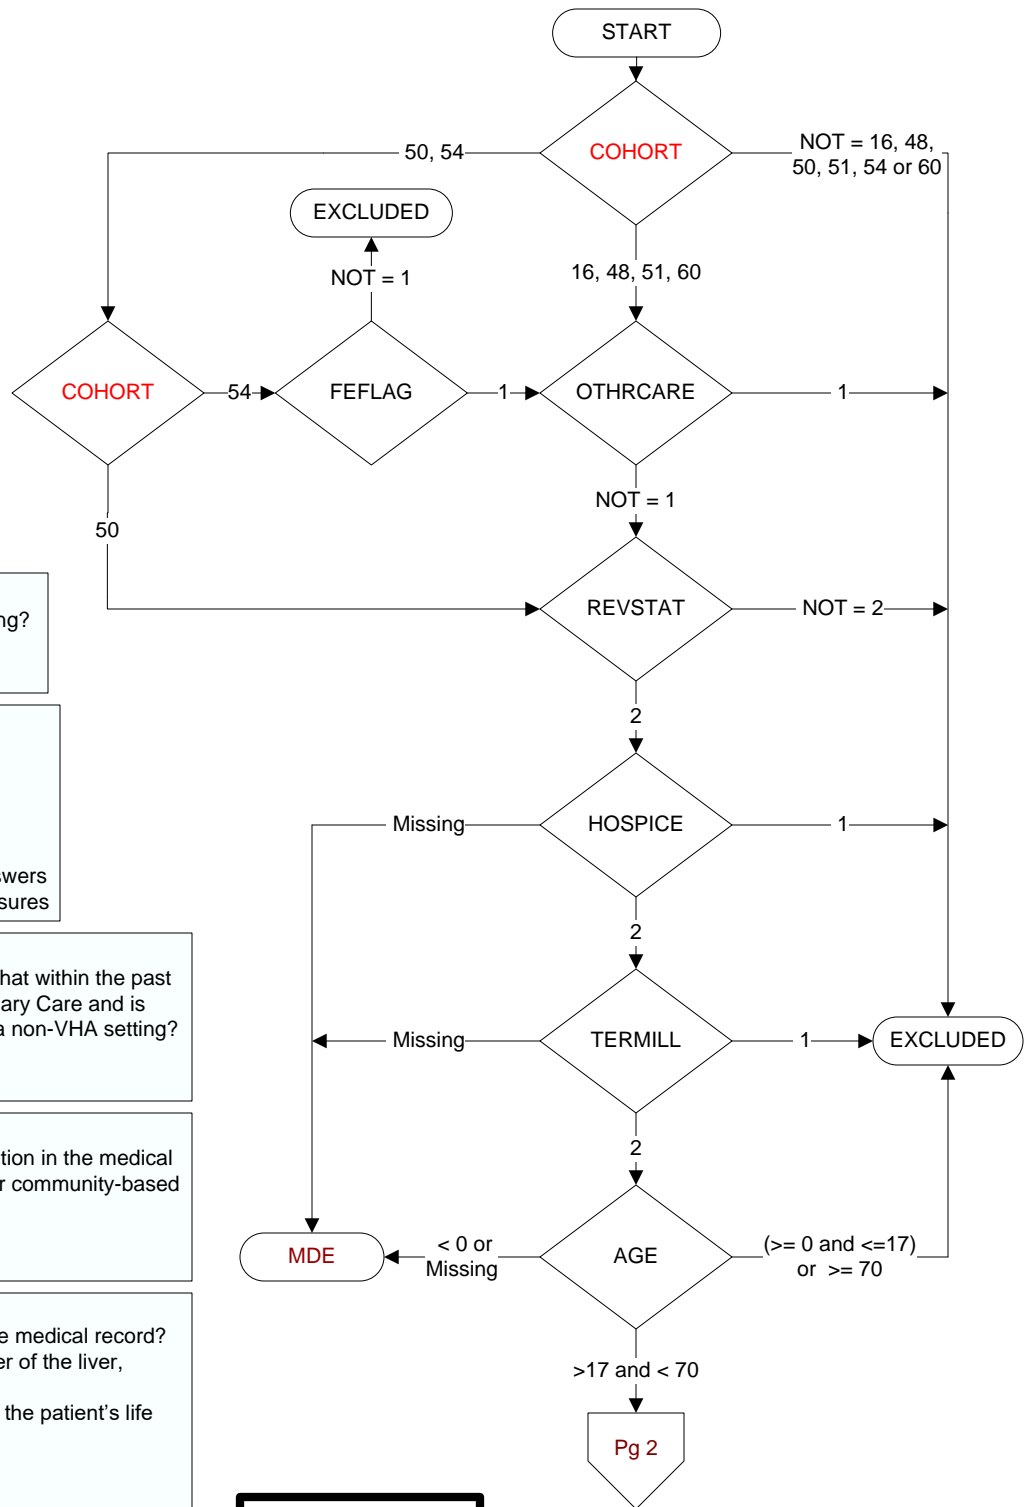 START
COHORT
50, 54
NOT = 16, 48,
50, 51, 54 or 60
EXCLUDED
NOT = 1
16, 48, 51, 60
COHORT
54
FEFLAG
1
OTHRCARE
1
NOT = 1
50
REVSTAT
NOT = 2
2
Missing
HOSPICE
1
2
Missing
TERMILL
1
EXCLUDED
2
MDE
< 0 or
Missing
AGE
(>= 0 and <=17)
or >= 70
>17 and < 70
Pg 2
sures
hat within the past
ary Care and is
a non-VHA setting?
tion in the medical
r community-based
e medical record?
er of the liver,
the patient's life